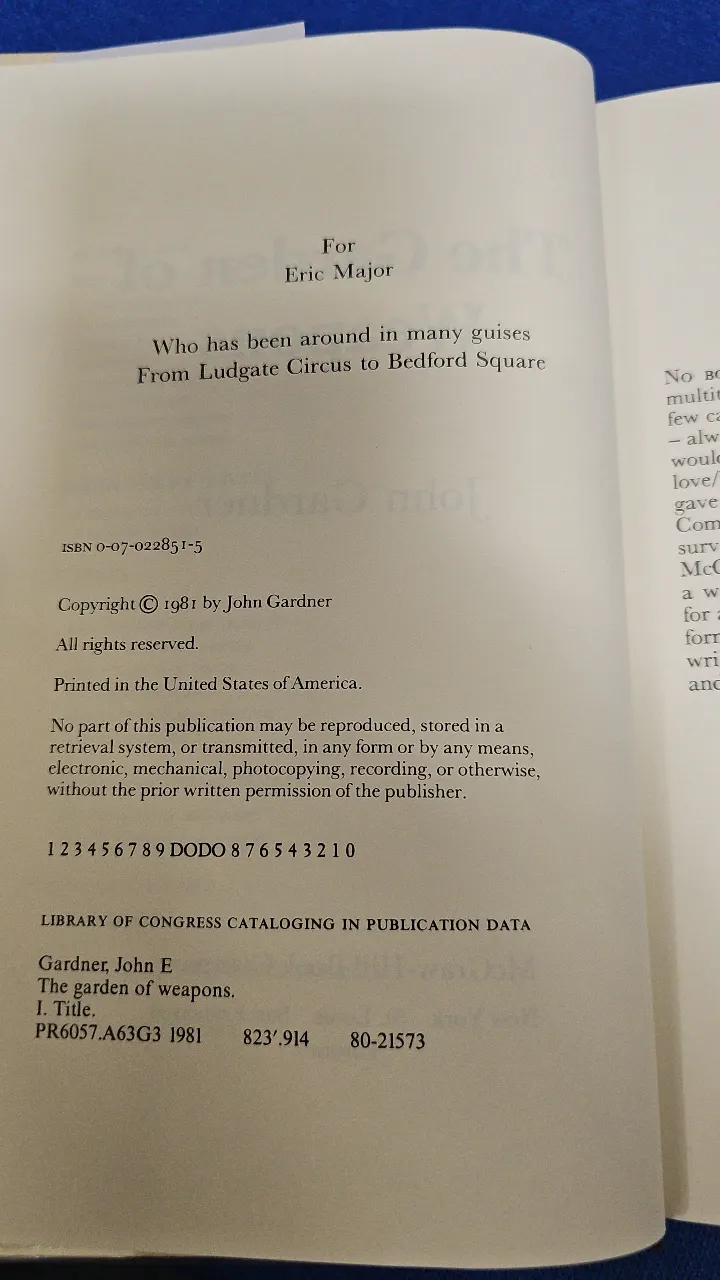 For
Eric Major
Who has been around in many guises
From Ludgate Circus to Bedford Square
ISBN 0-07-022851-5
Copyright © 1981 by John Gardner
All rights reserved.
Printed in the United States of America.
No part of this publication may be reproduced, stored in a
retrieval system, or transmitted, in any form or by any means,
electronic, mechanical, photocopying, recording, or otherwise,
without the prior written permission of the publisher.
1 2 3 4 5 6 7 8 9 DODO 8 7 6 5 4 3 2 1 0
LIBRARY OF CONGRESS CATALOGING IN PUBLICATION DATA
Gardner, John E
The garden of weapons.
I. Title.
PR6057.A63G3 1981 823′.914 80-21573
No
few
– 
love/
gave
for